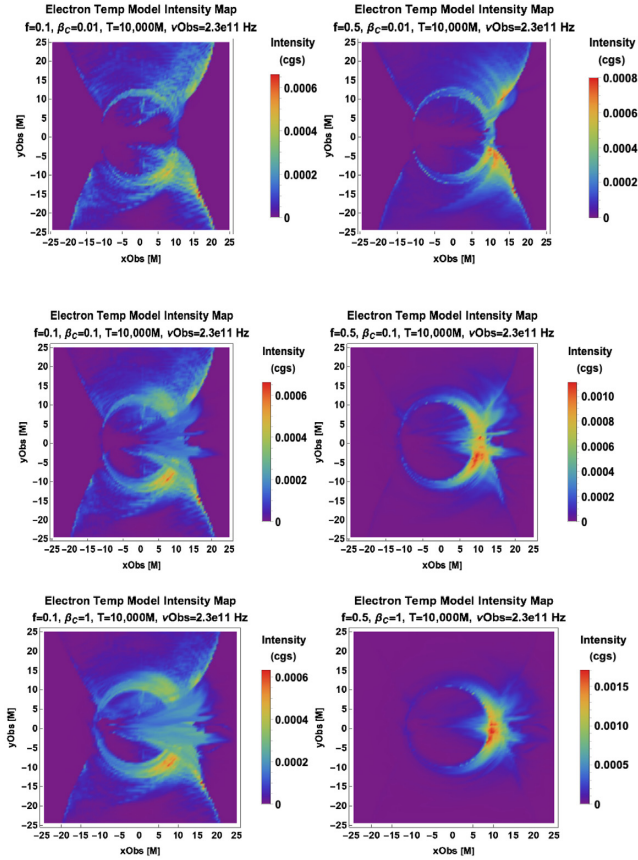 Electron Temp Model Intensity Map
f=0.1, βC=0.01, T=10,000M, νObs=2.3e11 Hz
Intensity
(cgs)
0.0006
0.0004
0.0002
0
25
20
15
10
5
0
−5
−10
−15
−20
−25
yObs [M]
−25 −20 −15 −10 −5 0 5 10 15 20 25
xObs [M]
Electron Temp Model Intensity Map
f=0.5, βC=0.01, T=10,000M, νObs=2.3e11 Hz
Intensity
(cgs)
0.0008
0.0006
0.0004
0.0002
0
25
20
15
10
5
0
−5
−10
−15
−20
−25
yObs [M]
−25 −20 −15 −10 −5 0 5 10 15 20 25
xObs [M]
Electron Temp Model Intensity Map
f=0.1, βC=0.1, T=10,000M, νObs=2.3e11 Hz
Intensity
(cgs)
0.0006
0.0004
0.0002
0
25
20
15
10
5
0
−5
−10
−15
−20
−25
yObs [M]
−25 −20 −15 −10 −5 0 5 10 15 20 25
xObs [M]
Electron Temp Model Intensity Map
f=0.5, βC=0.1, T=10,000M, νObs=2.3e11 Hz
Intensity
(cgs)
0.0010
0.0008
0.0006
0.0004
0.0002
0
25
20
15
10
5
0
−5
−10
−15
−20
−25
yObs [M]
−25 −20 −15 −10 −5 0 5 10 15 20 25
xObs [M]
Electron Temp Model Intensity Map
f=0.1, βC=1, T=10,000M, νObs=2.3e11 Hz
Intensity
(cgs)
0.0006
0.0004
0.0002
0
25
20
15
10
5
0
−5
−10
−15
−20
−25
yObs [M]
−25 −20 −15 −10 −5 0 5 10 15 20 25
xObs [M]
Electron Temp Model Intensity Map
f=0.5, βC=1, T=10,000M, νObs=2.3e11 Hz
Intensity
(cgs)
0.0015
0.0010
0.0005
0
25
20
15
10
5
0
−5
−10
−15
−20
−25
yObs [M]
−25 −20 −15 −10 −5 0 5 10 15 20 25
xObs [M]